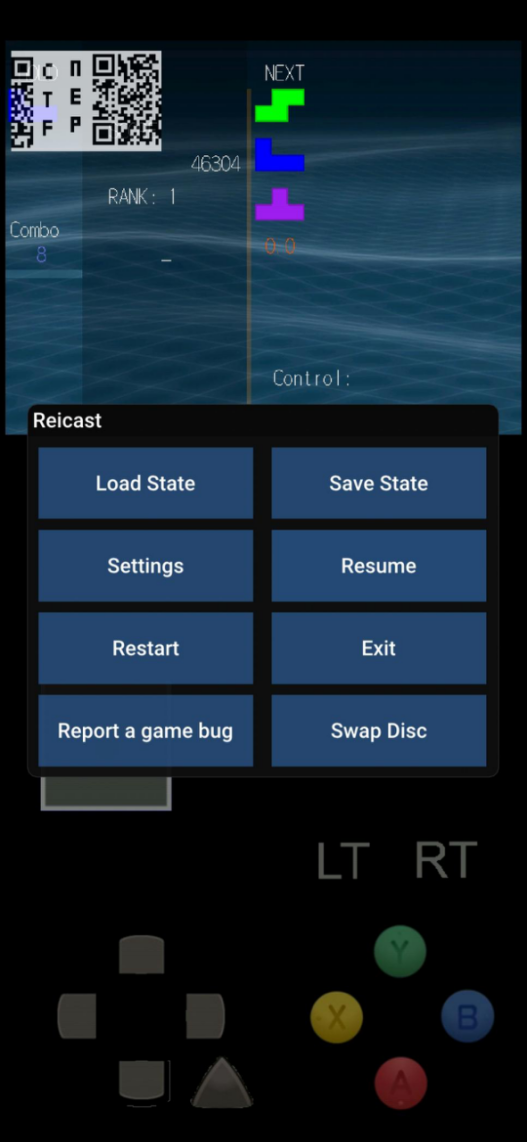 C П
T E
F P
NEXT
46304
RANK: 1
Combo
8
0.0
Control:
Reicast
Load State
Save State
Settings
Resume
Restart
Exit
Report a game bug
Swap Disc
LT RT
Y
X
B
A